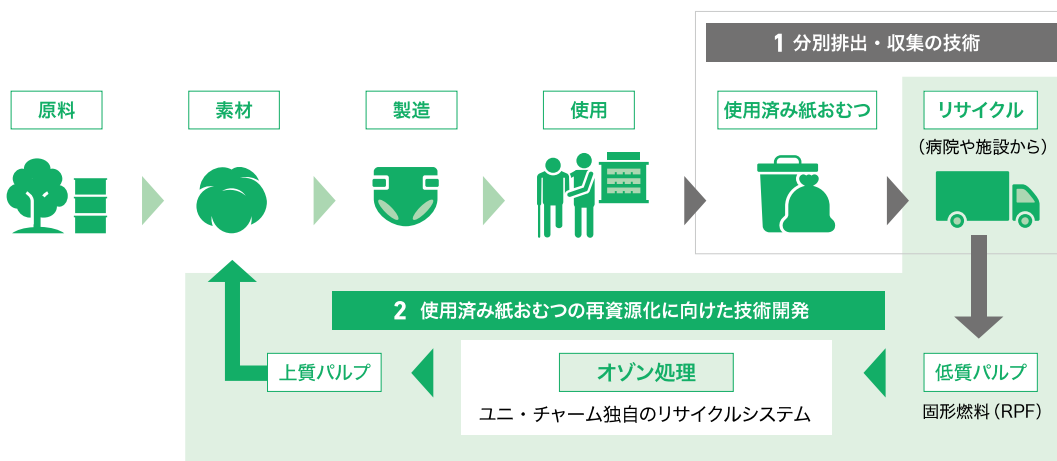 1 分別排出・収集の技術
原料
素材
製造
使用
使用済み紙おむつ
リサイクル
（病院や施設から）
2 使用済み紙おむつの再資源化に向けた技術開発
上質パルプ
オゾン処理
ユニ・チャーム独自のリサイクルシステム
低質パルプ
固形燃料（RPF）